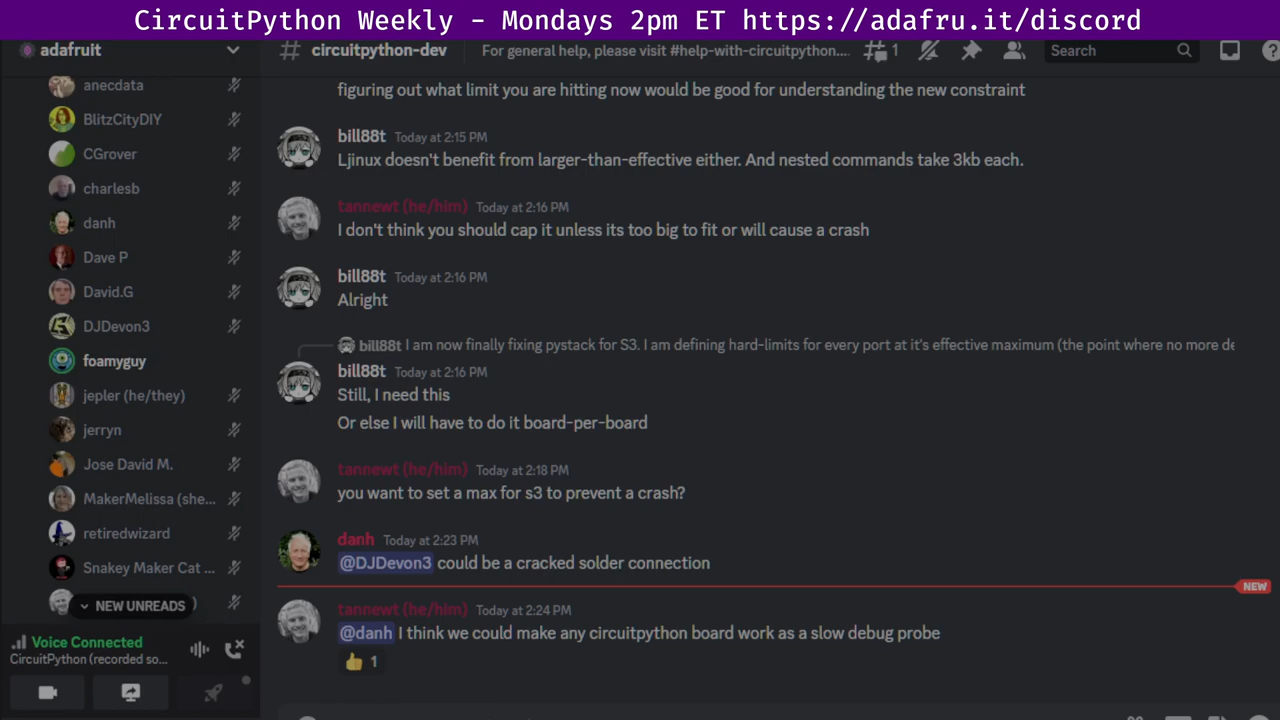 CircuitPython Weekly - Mondays 2pm ET https://adafru.it/discord
adafruit
# circuitpython-dev
For general help, please visit #help-with-circuitpython....
1
Search
anecdata
BlitzCityDIY
CGrover
charlesb
danh
Dave P
David.G
DJDevon3
foamyguy
jepler (he/they)
jerryn
Jose David M.
MakerMelissa (she...
retiredwizard
Snakey Maker Cat ...
NEW UNREADS
Voice Connected
CircuitPython (recorded so...
figuring out what limit you are hitting now would be good for understanding the new constraint
bill88t Today at 2:15 PM
Ljinux doesn't benefit from larger-than-effective either. And nested commands take 3kb each.
tannewt (he/him) Today at 2:16 PM
I don't think you should cap it unless its too big to fit or will cause a crash
bill88t Today at 2:16 PM
Alright
bill88t I am now finally fixing pystack for S3. I am defining hard-limits for every port at it's effective maximum (the point where no more de
bill88t Today at 2:16 PM
Still, I need this
Or else I will have to do it board-per-board
tannewt (he/him) Today at 2:18 PM
you want to set a max for s3 to prevent a crash?
danh Today at 2:23 PM
@DJDevon3 could be a cracked solder connection
NEW
tannewt (he/him) Today at 2:24 PM
@danh I think we could make any circuitpython board work as a slow debug probe
1